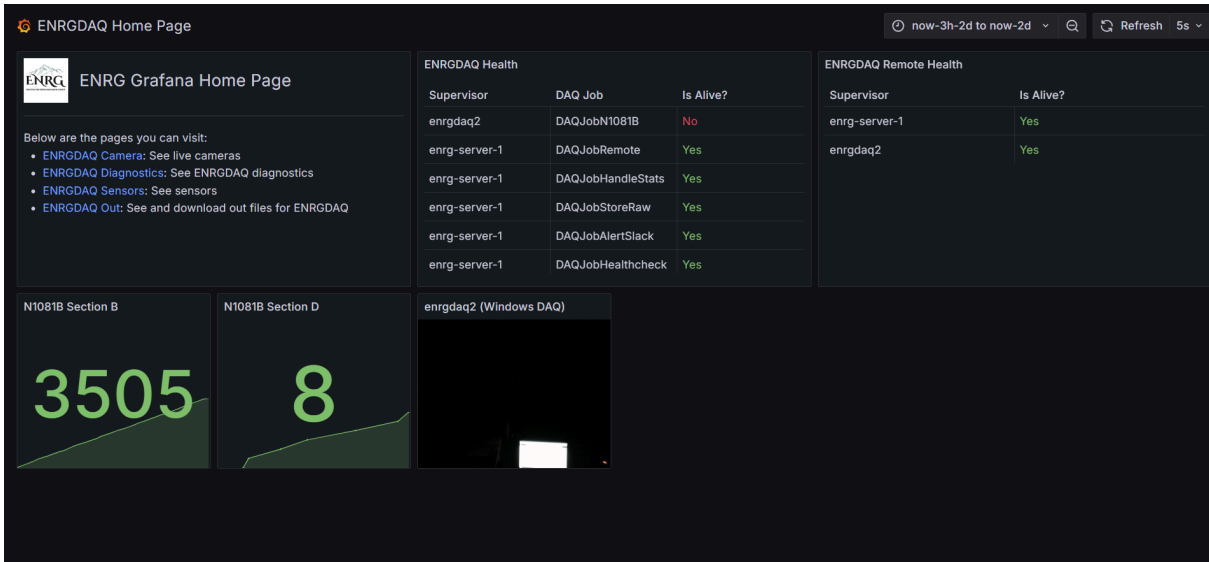 ENRGDAQ Home Page
now-3h-2d to now-2d
Refresh
5s
ENRG
ENRG Grafana Home Page
Below are the pages you can visit:
• ENRGDAQ Camera: See live cameras
• ENRGDAQ Diagnostics: See ENRGDAQ diagnostics
• ENRGDAQ Sensors: See sensors
• ENRGDAQ Out: See and download out files for ENRGDAQ
ENRGDAQ Health
Supervisor DAQ Job Is Alive?
enrgdaq2 DAQJobN1081B No
enrg-server-1 DAQJobRemote Yes
enrg-server-1 DAQJobHandleStats Yes
enrg-server-1 DAQJobStoreRaw Yes
enrg-server-1 DAQJobAlertSlack Yes
enrg-server-1 DAQJobHealthcheck Yes
ENRGDAQ Remote Health
Supervisor Is Alive?
enrg-server-1 Yes
enrgdaq2 Yes
N1081B Section B
3505
N1081B Section D
8
enrgdaq2 (Windows DAQ)